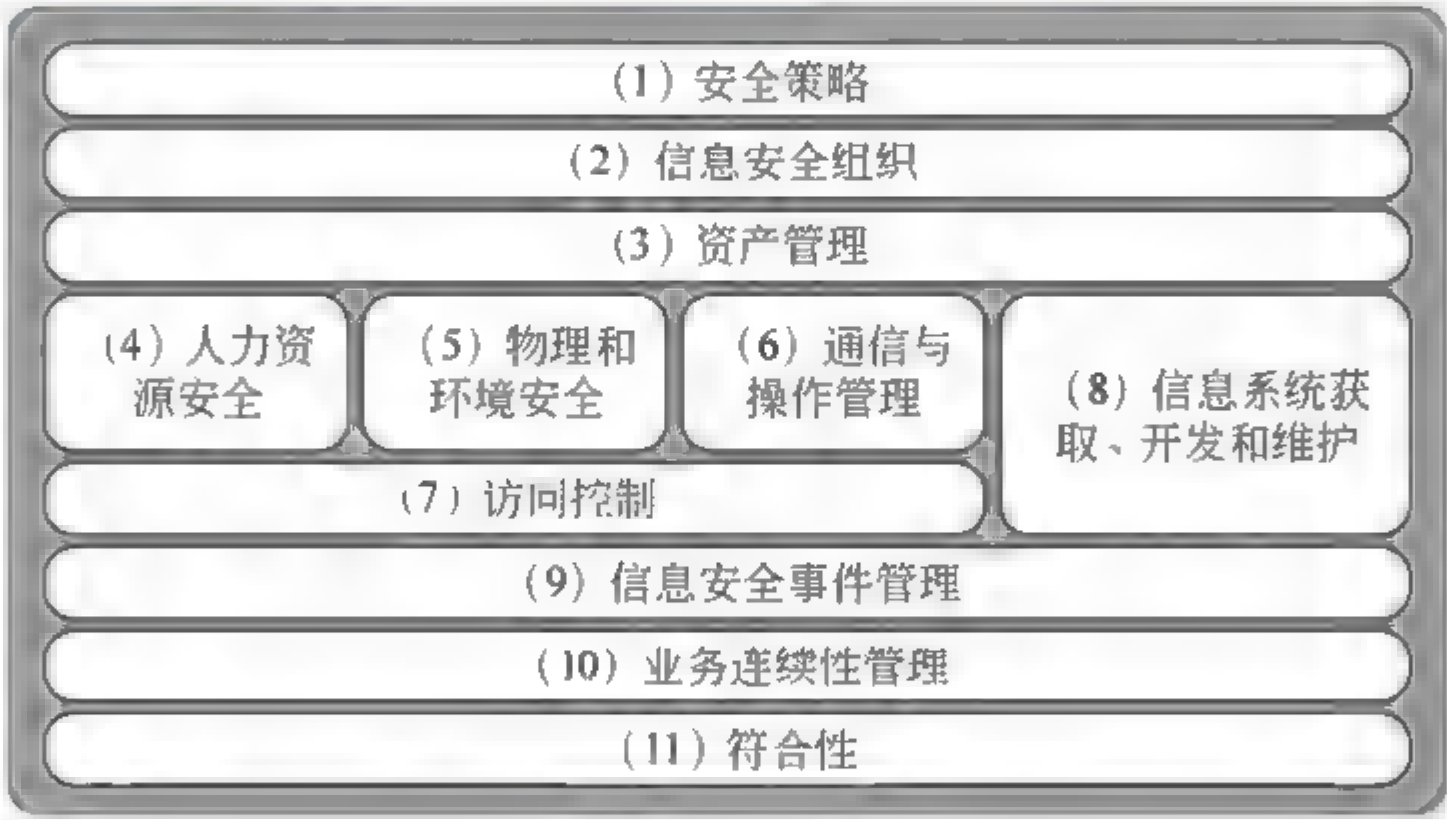 (1) 安全策略
(2) 信息安全组织
(3) 资产管理
(4) 人力资
源安全
(5) 物理和
环境安全
(6) 通信与
操作管理
(8) 信息系统获
取、开发和维护
(7) 访问控制
(9) 信息安全事件管理
(10) 业务连续性管理
(11) 符合性